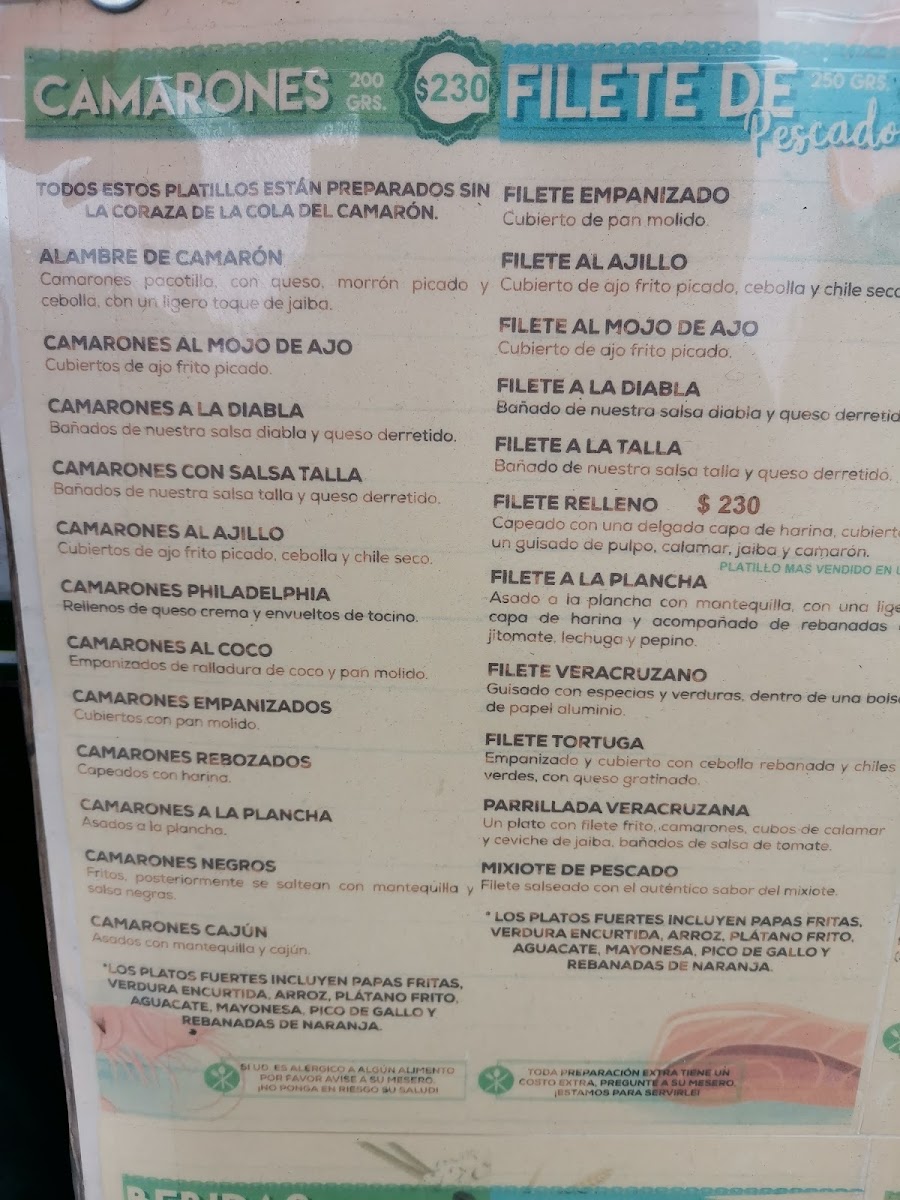 CAMARONES 200 GRS. $230
TODOS ESTOS PLATILLOS ESTÁN PREPARADOS SIN
LA CORAZA DE LA COLA DEL CAMARÓN.
ALAMBRE DE CAMARÓN
Camarones pacotilla, con queso, morrón picado y
cebolla, con un ligero toque de jaiba.
CAMARONES AL MOJO DE AJO
Cubiertos de ajo frito picado.
CAMARONES A LA DIABLA
Bañados de nuestra salsa diabla y queso derretido.
CAMARONES CON SALSA TALLA
Bañados de nuestra salsa talla y queso derretido.
CAMARONES AL AJILLO
Cubiertos de ajo frito picado, cebolla y chile seco.
CAMARONES PHILADELPHIA
Rellenos de queso crema y envueltos de tocino.
CAMARONES AL COCO
Empanizados de ralladura de coco y pan molido.
CAMARONES EMPANIZADOS
Cubiertos con pan molido.
CAMARONES REBOZADOS
Capeados con harina.
CAMARONES A LA PLANCHA
Asados a la plancha.
CAMARONES NEGROS
Fritos, posteriormente se saltean con mantequilla y
salsa negras.
CAMARONES CAJÚN
Asados con mantequilla y cajún.
*LOS PLATOS FUERTES INCLUYEN PAPAS FRITAS,
VERDURA ENCURTIDA, ARROZ, PLÁTANO FRITO,
AGUACATE, MAYONESA, PICO DE GALLO Y
REBANADAS DE NARANJA.
SI UD. ES ALÉRGICO A ALGÚN ALIMENTO
POR FAVOR AVISE A SU MESERO.
¡NO PONGA EN RIESGO SU SALUD!
FILETE DE 250 GRS.
Pescado
FILETE EMPANIZADO
Cubierto de pan molido.
FILETE AL AJILLO
Cubierto de ajo frito picado, cebolla y chile seco
FILETE AL MOJO DE AJO
Cubierto de ajo frito picado.
FILETE A LA DIABLA
Bañado de nuestra salsa diabla y queso derretid
FILETE A LA TALLA
Bañado de nuestra salsa talla y queso derretido.
FILETE RELLENO $ 230
Capeado con una delgada capa de harina, cubiert
un guisado de pulpo, calamar, jaiba y camarón.
PLATILLO MAS VENDIDO EN
FILETE A LA PLANCHA
Asado a la plancha con mantequilla, con una lige
capa de harina y acompañado de rebanadas
jitomate, lechuga y pepino.
FILETE VERACRUZANO
Guisado con especias y verduras, dentro de una bols
de papel aluminio.
FILETE TORTUGA
Empanizado y cubierto con cebolla rebanada y chiles
verdes, con queso gratinado.
PARRILLADA VERACRUZANA
Un plato con filete frito, camarones, cubos de calamar
y ceviche de jaiba, bañados de salsa de tomate.
MIXIOTE DE PESCADO
Filete salseado con el auténtico sabor del mixiote.
* LOS PLATOS FUERTES INCLUYEN PAPAS FRITAS,
VERDURA ENCURTIDA, ARROZ, PLÁTANO FRITO,
AGUACATE, MAYONESA, PICO DE GALLO Y
REBANADAS DE NARANJA.
TODA PREPARACIÓN EXTRA TIENE UN
COSTO EXTRA, PREGUNTE A SU MESERO.
¡ESTAMOS PARA SERVIRLE!
BEBIDAS